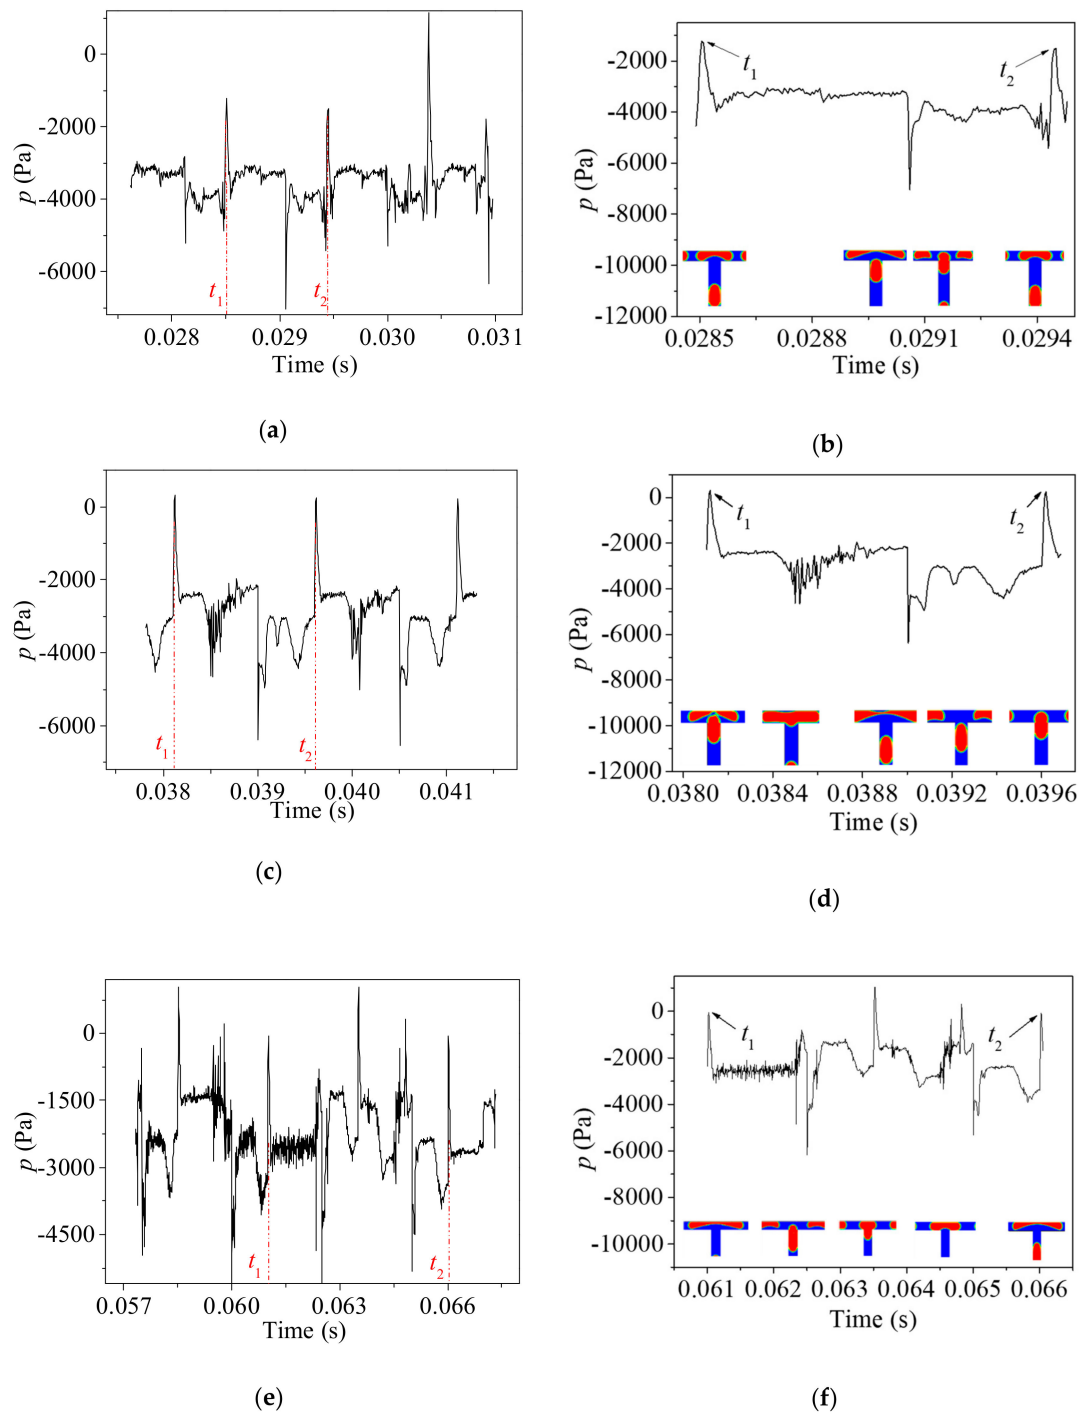 0
-2000
-4000
-6000
p (Pa)
t1
t2
0.028
0.029
0.030
0.031
Time (s)
(a)
-2000
-4000
-6000
-8000
-10000
-12000
p (Pa)
t1
t2
0.0285
0.0288
0.0291
0.0294
Time (s)
(b)
0
-2000
-4000
-6000
p (Pa)
t1
t2
0.038
0.039
0.040
0.041
Time (s)
(c)
0
-2000
-4000
-6000
-8000
-10000
-12000
p (Pa)
t1
t2
0.0380
0.0384
0.0388
0.0392
0.0396
Time (s)
(d)
0
-1500
-3000
-4500
p (Pa)
t1
t2
0.057
0.060
0.063
0.066
Time (s)
(e)
0
-2000
-4000
-6000
-8000
-10000
p (Pa)
t1
t2
0.061
0.062
0.063
0.064
0.065
0.066
Time (s)
(f)